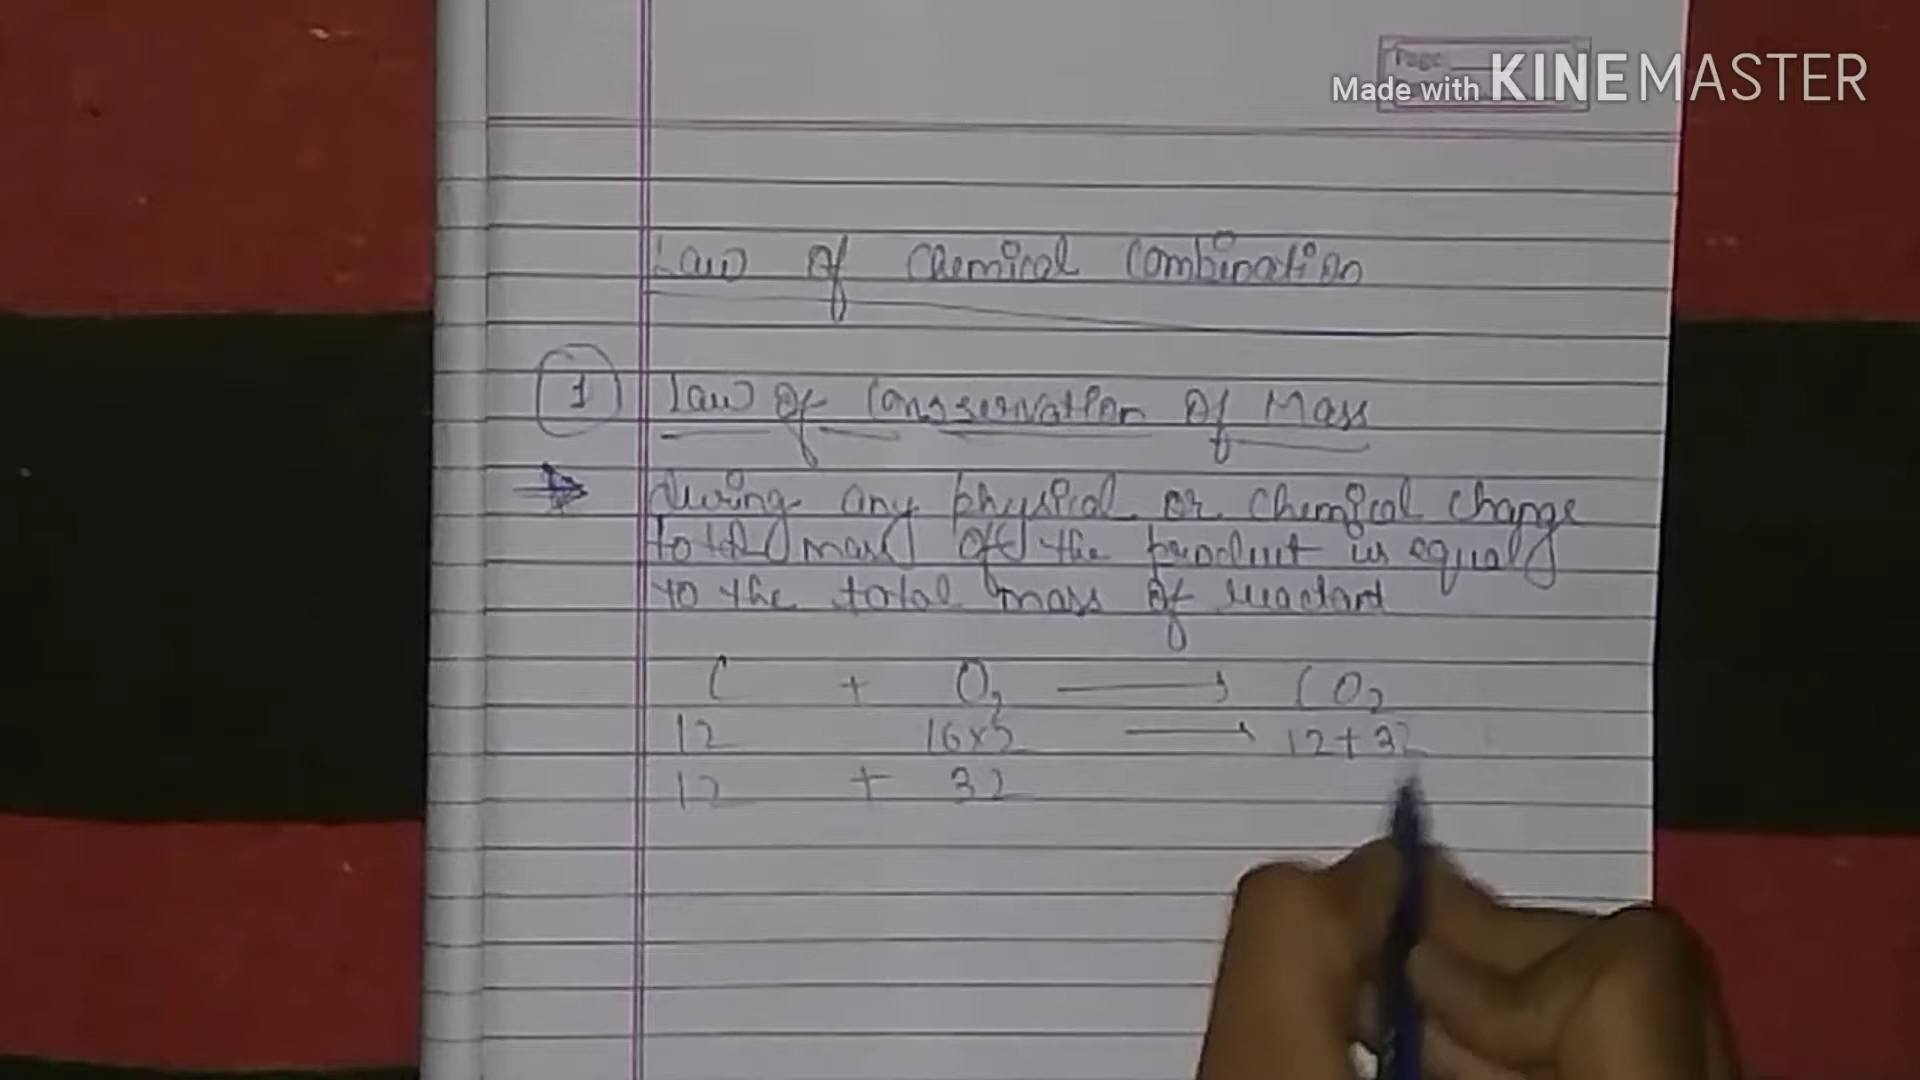 Page:
Made with KINEMASTER
Law of Chemical Combination
1 Law of Consservation of Mass
during any physical or chemical change
total mass of the product is equal
to the total mass of reactant
C + O2 → CO2
12 16×2 → 12+32
12 + 32